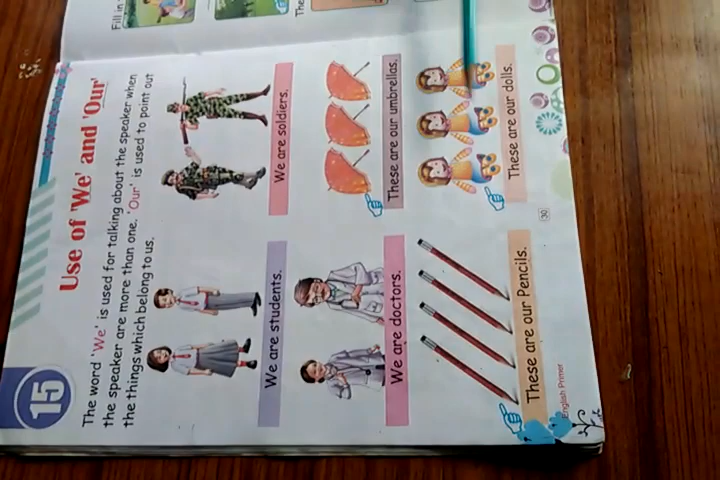 Fill in
The
15
Use of 'We' and 'Our'
The word 'We' is used for talking about the speaker when
the speaker are more than one. 'Our' is used to point out
the things which belong to us.
We are students.
We are soldiers.
We are doctors.
These are our umbrellas.
These are our Pencils.
These are our dolls.
English Primer
30